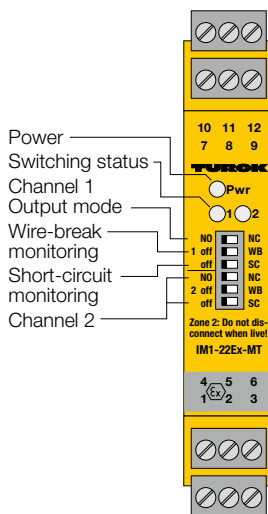 10 11 12
7 8 9
TURCK
Power
Pwr
Switching status
1 2
Channel 1
Output mode
NO NC
Wire-break
monitoring
1 off WB
Short-circuit
monitoring
off SC
NO NC
Channel 2
2 off WB
off SC
Zone 2: Do not dis-
connect when live!
IM1-22Ex-MT
4 5 6
Ex
1 2 3